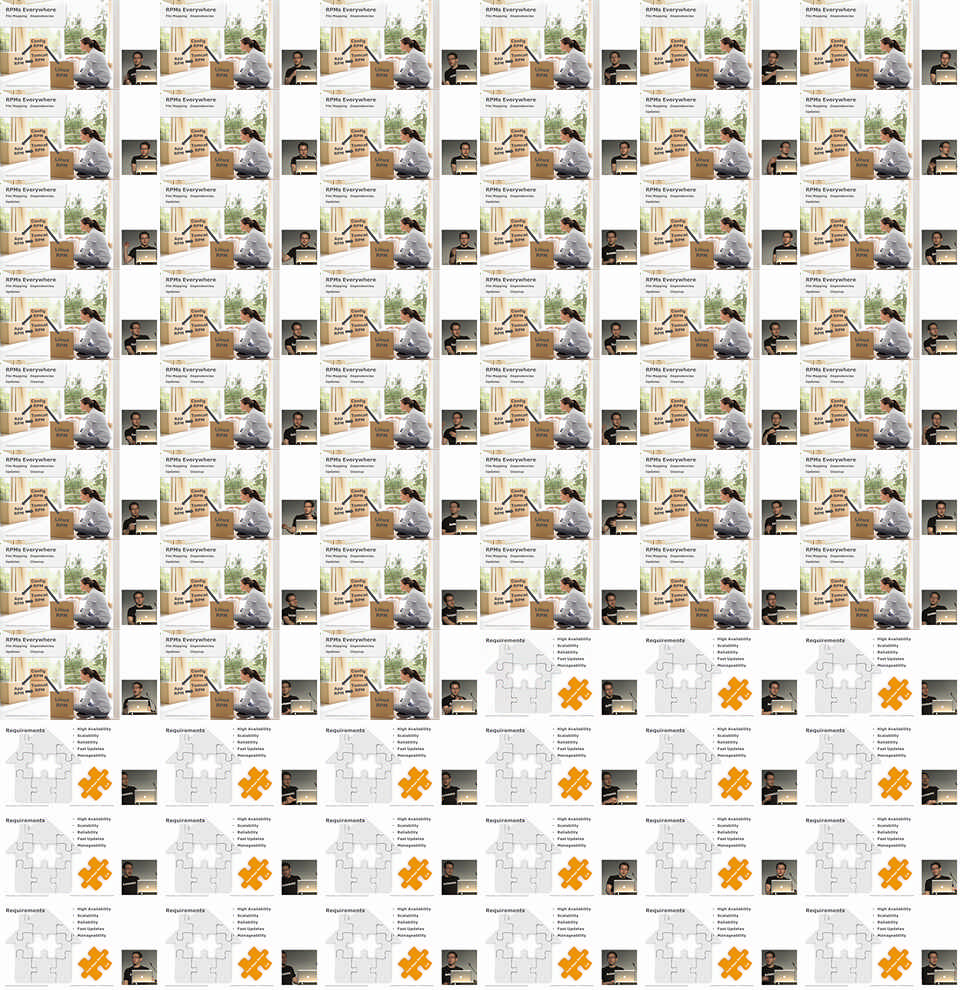 RPMs Everywhere
File Mapping Dependencies
Updates Cleanup
Config RPM
App RPM
Tomcat RPM
Linux RPM
Requirements
High Availability
Scalability
Reliability
Fast Updates
Manageability